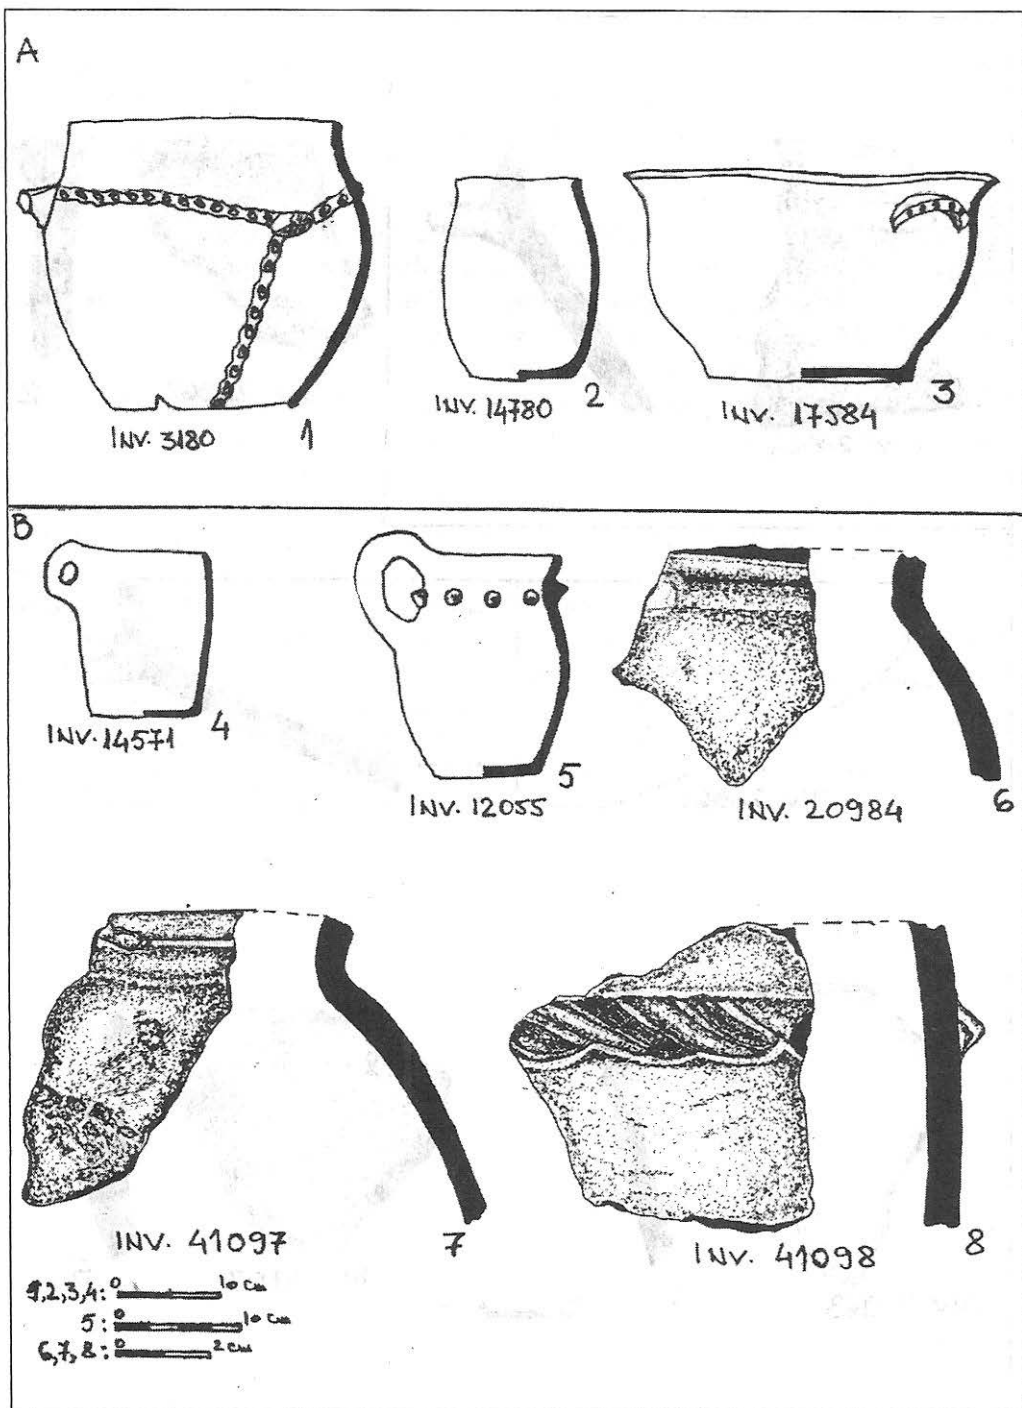 A
INV. 3180
1
INV. 14780
2
INV. 17584
3
B
INV. 14571
4
INV. 12055
5
INV. 20984
6
INV. 41097
7
INV. 41098
8
1,2,3,4: 0 10 cm
5: 0 10 cm
6,7,8: 0 2 cm